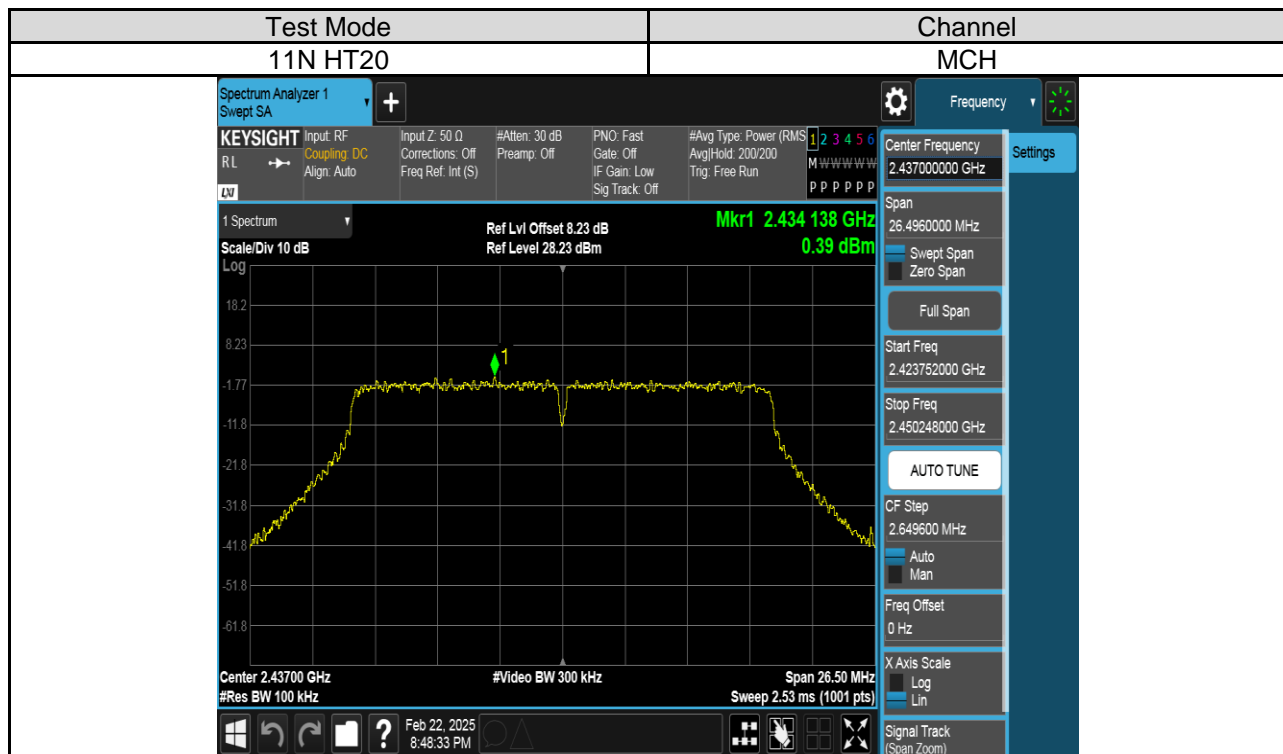 Test Mode Channel
11N HT20 MCH
Spectrum Analyzer 1
Swept SA
+
Frequency
KEYSIGHT
RL
LXI
Input: RF
Coupling: DC
Align: Auto
Input Z: 50 Ω
Corrections: Off
Freq Ref: Int (S)
#Atten: 30 dB
Preamp: Off
PNO: Fast
Gate: Off
IF Gain: Low
Sig Track: Off
#Avg Type: Power (RMS
Avg|Hold: 200/200
Trig: Free Run
1 2 3 4 5 6
M W W W W W
P P P P P P
1 Spectrum
Scale/Div 10 dB
Ref Lvl Offset 8.23 dB
Ref Level 28.23 dBm
Mkr1 2.434 138 GHz
0.39 dBm
Log
18.2
8.23
-1.77
-11.8
-21.8
-31.8
-41.8
-51.8
-61.8
1
Center 2.43700 GHz
#Res BW 100 kHz
#Video BW 300 kHz
Span 26.50 MHz
Sweep 2.53 ms (1001 pts)
?
Feb 22, 2025
8:48:33 PM
Center Frequency
2.437000000 GHz
Settings
Span
26.4960000 MHz
Swept Span
Zero Span
Full Span
Start Freq
2.423752000 GHz
Stop Freq
2.450248000 GHz
AUTO TUNE
CF Step
2.649600 MHz
Auto
Man
Freq Offset
0 Hz
X Axis Scale
Log
Lin
Signal Track
(Span Zoom)